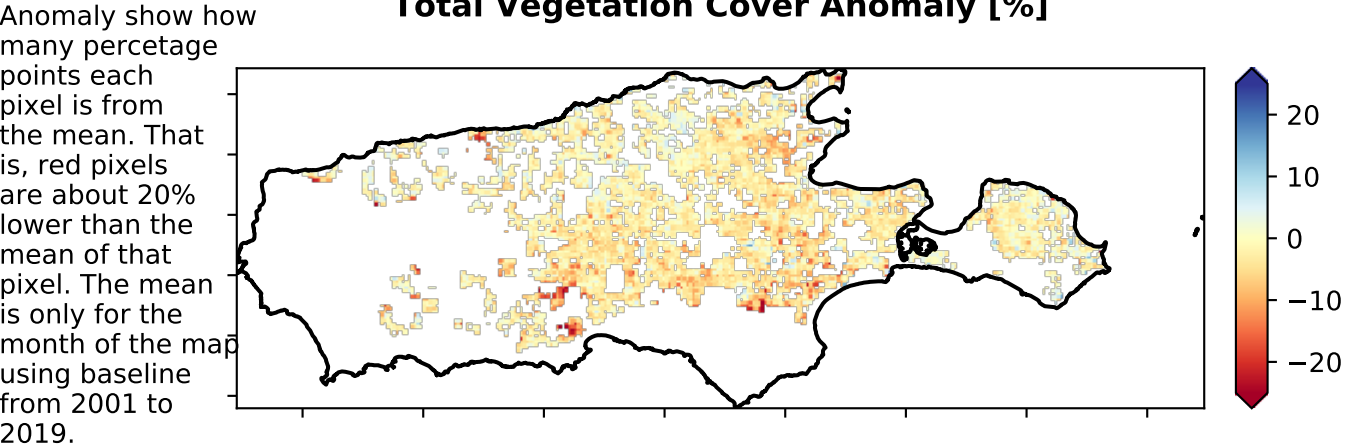 Total Vegetation Cover Anomaly [%]
Anomaly show how
many percetage
points each
pixel is from
the mean. That
is, red pixels
are about 20%
lower than the
mean of that
pixel. The mean
is only for the
month of the map
using baseline
from 2001 to
2019.
20
10
0
−10
−20